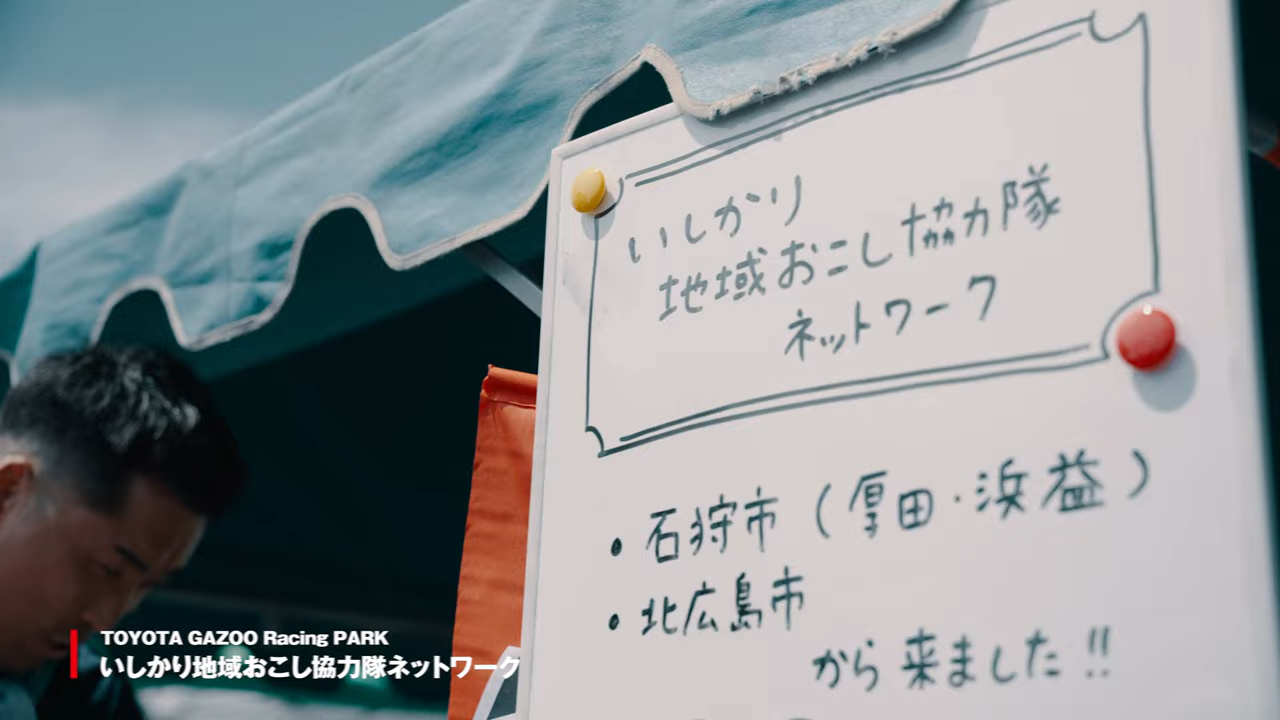 いしかり
地域おこし協力隊
ネットワーク
・石狩市(厚田・浜益)
・北広島市
から来ました!!
TOYOTA GAZOO Racing PARK
いしかり地域おこし協力隊ネットワーク